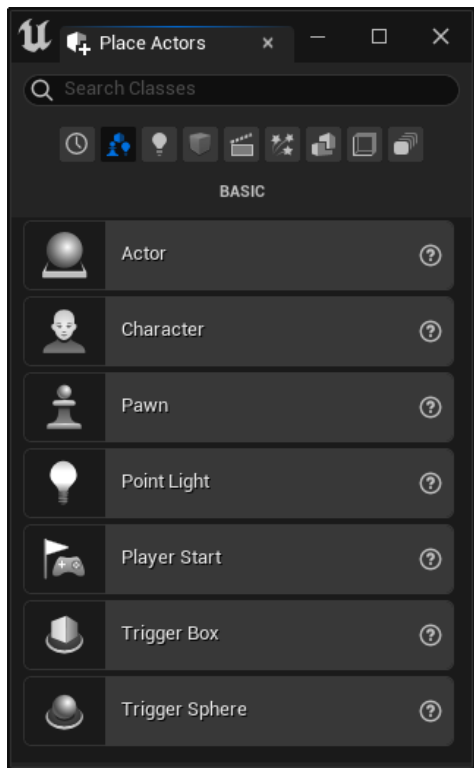 Place Actors
Search Classes
BASIC
Actor
Character
Pawn
Point Light
Player Start
Trigger Box
Trigger Sphere